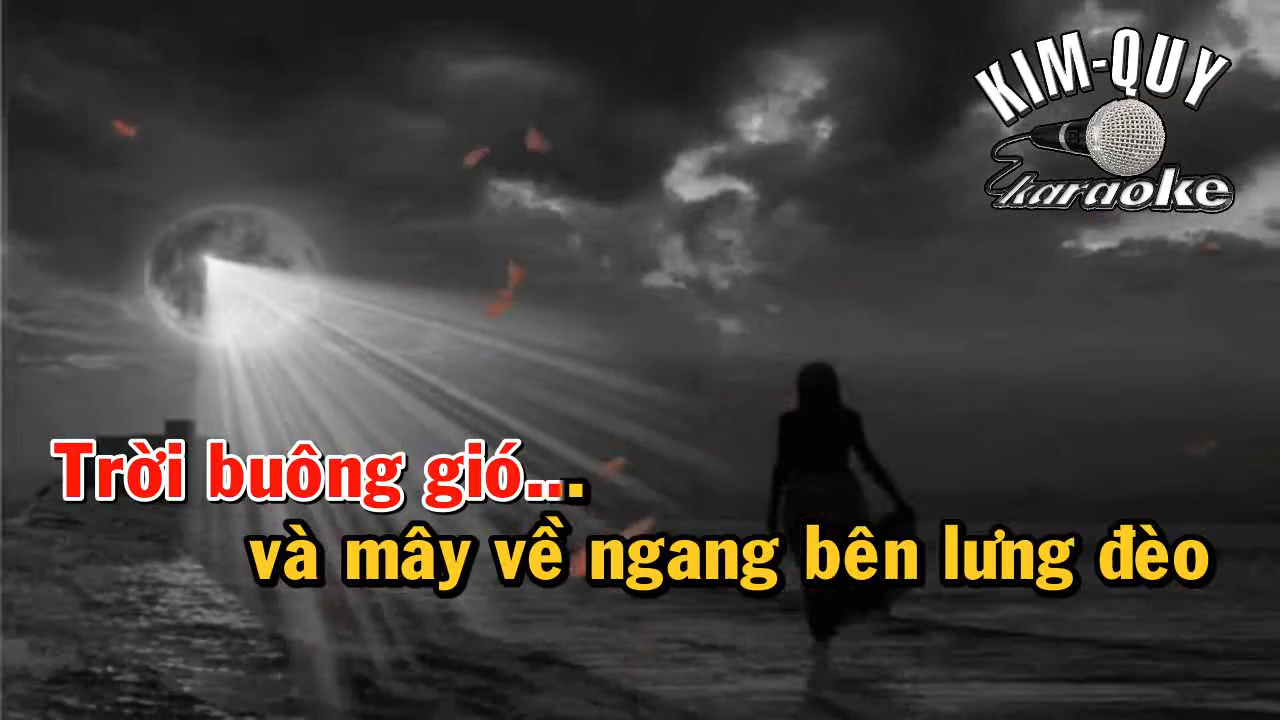 KIM-QUY
karaoke
Trời buông gió...
và mây về ngang bên lưng đèo